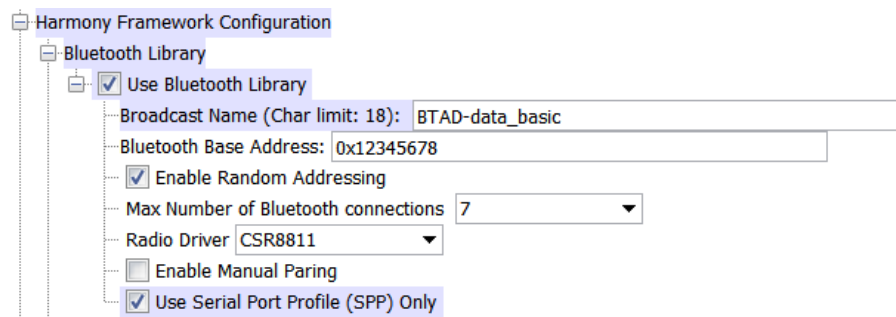 Harmony Framework Configuration
Bluetooth Library
Use Bluetooth Library
Broadcast Name (Char limit: 18): BTAD-data_basic
Bluetooth Base Address: 0x12345678
Enable Random Addressing
Max Number of Bluetooth connections 7
Radio Driver CSR8811
Enable Manual Paring
Use Serial Port Profile (SPP) Only